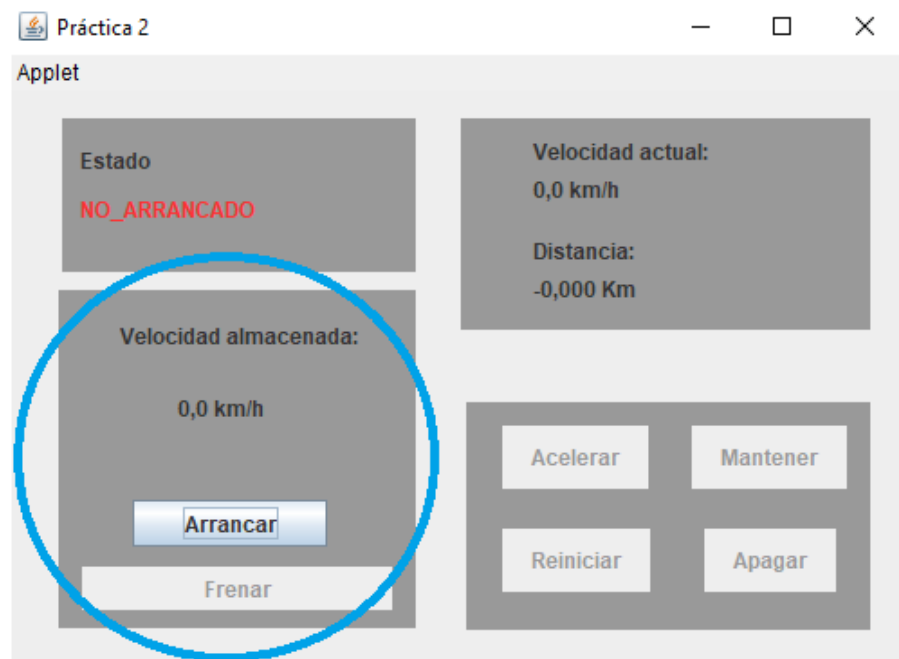 Práctica 2
Applet
Estado
NO_ARRANCADO
Velocidad actual:
0,0 km/h
Distancia:
-0,000 Km
Velocidad almacenada:
0,0 km/h
Arrancar
Frenar
Acelerar
Mantener
Reiniciar
Apagar